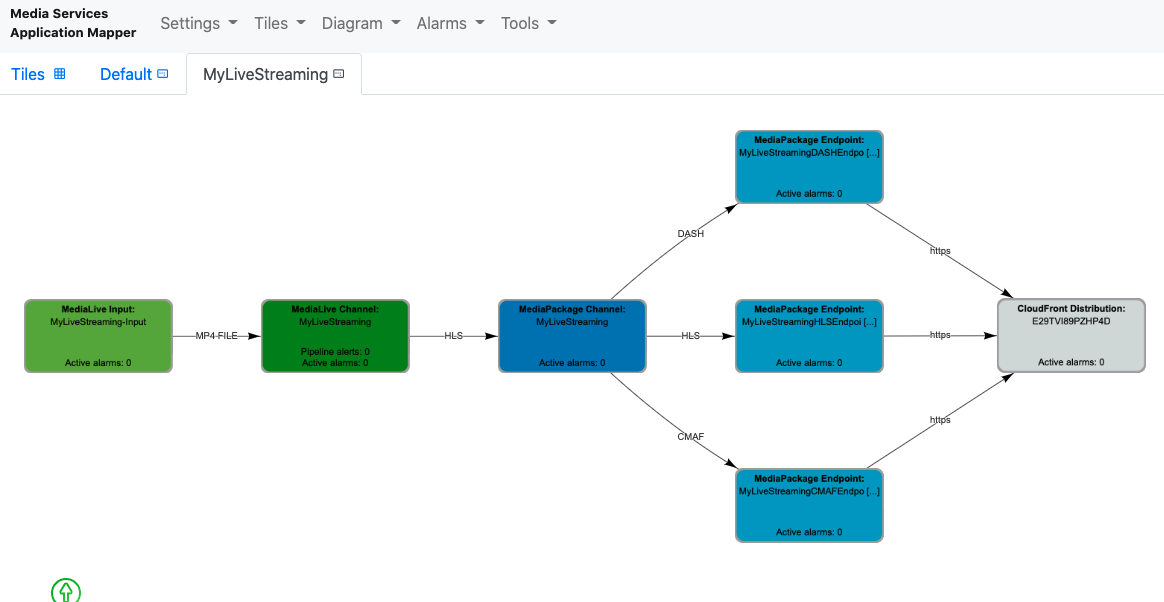 Media Services
Application Mapper
Settings Tiles Diagram Alarms Tools
Tiles Default MyLiveStreaming
MediaPackage Endpoint:
MyLiveStreamingDASHEndpo [...]
Active alarms: 0
DASH
https
MediaLive Input:
MyLiveStreaming-Input
Active alarms: 0
MP4 FILE
MediaLive Channel:
MyLiveStreaming
Pipeline alerts: 0
Active alarms: 0
HLS
MediaPackage Channel:
MyLiveStreaming
Active alarms: 0
HLS
MediaPackage Endpoint:
MyLiveStreamingHLSEndpoi [...]
Active alarms: 0
https
CloudFront Distribution:
E29TVI89PZHP4D
Active alarms: 0
CMAF
https
MediaPackage Endpoint:
MyLiveStreamingCMAFEndpo [...]
Active alarms: 0